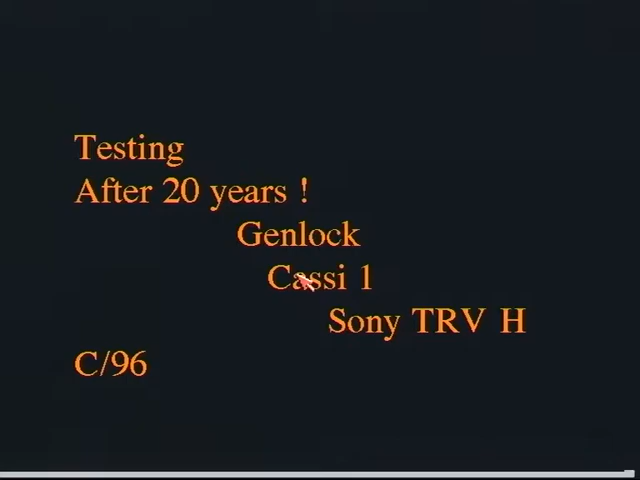 Testing
After 20 years !
Genlock
Cassi 1
Sony TRV H
C/96